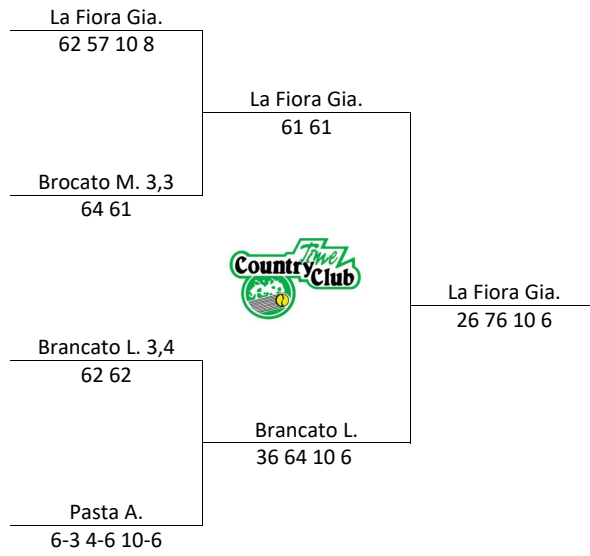 La Fiora Gia.
62 57 10 8
La Fiora Gia.
61 61
Brocato M. 3,3
64 61
Time
Country
Club
La Fiora Gia.
26 76 10 6
Brancato L. 3,4
62 62
Brancato L.
36 64 10 6
Pasta A.
6-3 4-6 10-6